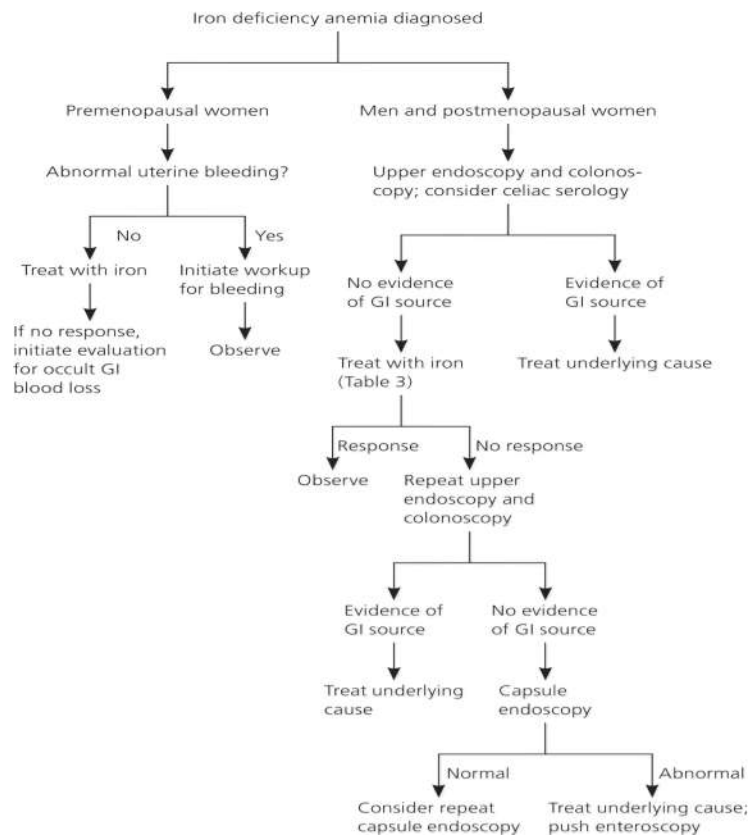 Iron deficiency anemia diagnosed
Premenopausal women
Men and postmenopausal women
Abnormal uterine bleeding?
Upper endoscopy and colonos-
copy; consider celiac serology
No
Yes
Treat with iron
Initiate workup
for bleeding
No evidence
of GI source
Evidence of
GI source
If no response,
initiate evaluation
for occult GI
blood loss
Observe
Treat with iron
(Table 3)
Treat underlying cause
Response
No response
Observe
Repeat upper
endoscopy and
colonoscopy
Evidence of
GI source
No evidence
of GI source
Treat underlying
cause
Capsule
endoscopy
Normal
Abnormal
Consider repeat
capsule endoscopy
Treat underlying cause;
push enteroscopy